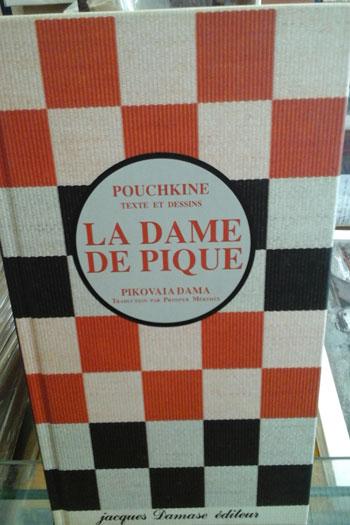 POUCHKINE
TEXTE ET DESSINS
LA DAME
DE PIQUE
PIKOVAIA DAMA
TRADUCTION PAR PROSPER MÉRIMÉE
jacques Damase éditeur